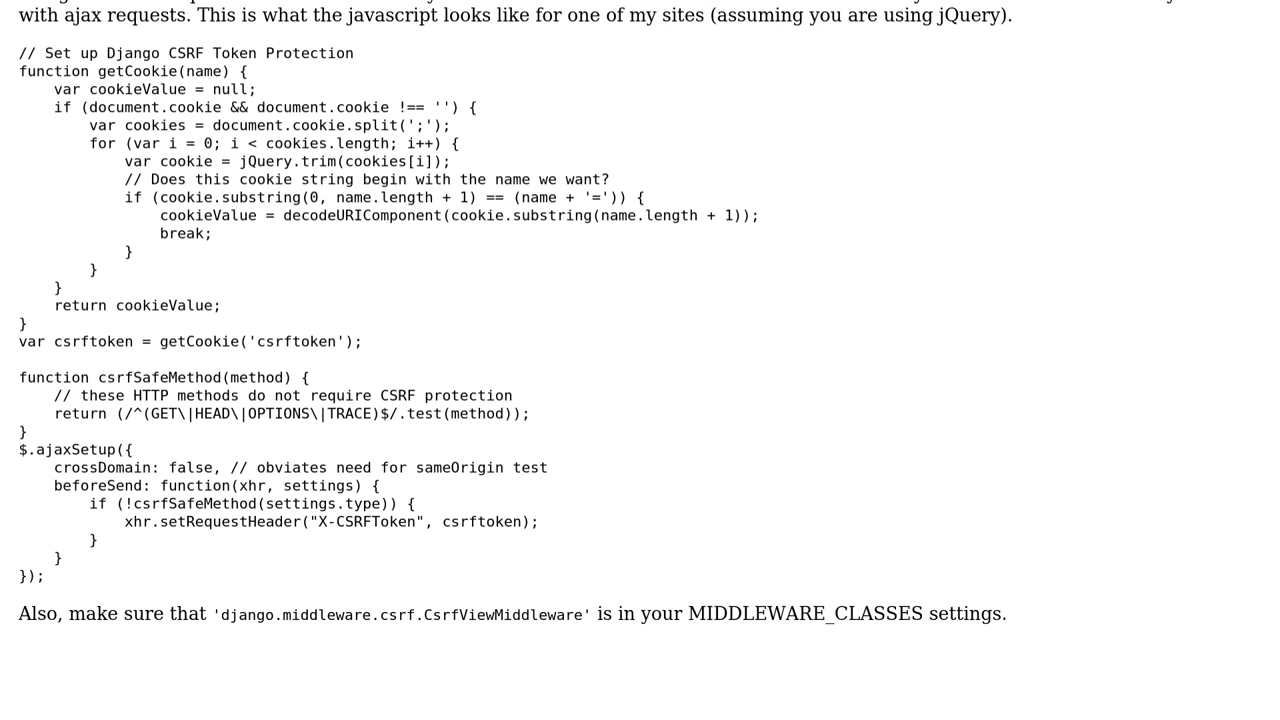 with ajax requests. This is what the javascript looks like for one of my sites (assuming you are using jQuery).
// Set up Django CSRF Token Protection
function getCookie(name) {
    var cookieValue = null;
    if (document.cookie && document.cookie !== '') {
        var cookies = document.cookie.split(';');
        for (var i = 0; i < cookies.length; i++) {
            var cookie = jQuery.trim(cookies[i]);
            // Does this cookie string begin with the name we want?
            if (cookie.substring(0, name.length + 1) == (name + '=')) {
                cookieValue = decodeURIComponent(cookie.substring(name.length + 1));
                break;
            }
        }
    }
    return cookieValue;
}
var csrftoken = getCookie('csrftoken');

function csrfSafeMethod(method) {
    // these HTTP methods do not require CSRF protection
    return (/^(GET\|HEAD\|OPTIONS\|TRACE)$/.test(method));
}
$.ajaxSetup({
    crossDomain: false, // obviates need for sameOrigin test
    beforeSend: function(xhr, settings) {
        if (!csrfSafeMethod(settings.type)) {
            xhr.setRequestHeader("X-CSRFToken", csrftoken);
        }
    }
});
Also, make sure that 'django.middleware.csrf.CsrfViewMiddleware' is in your MIDDLEWARE_CLASSES settings.